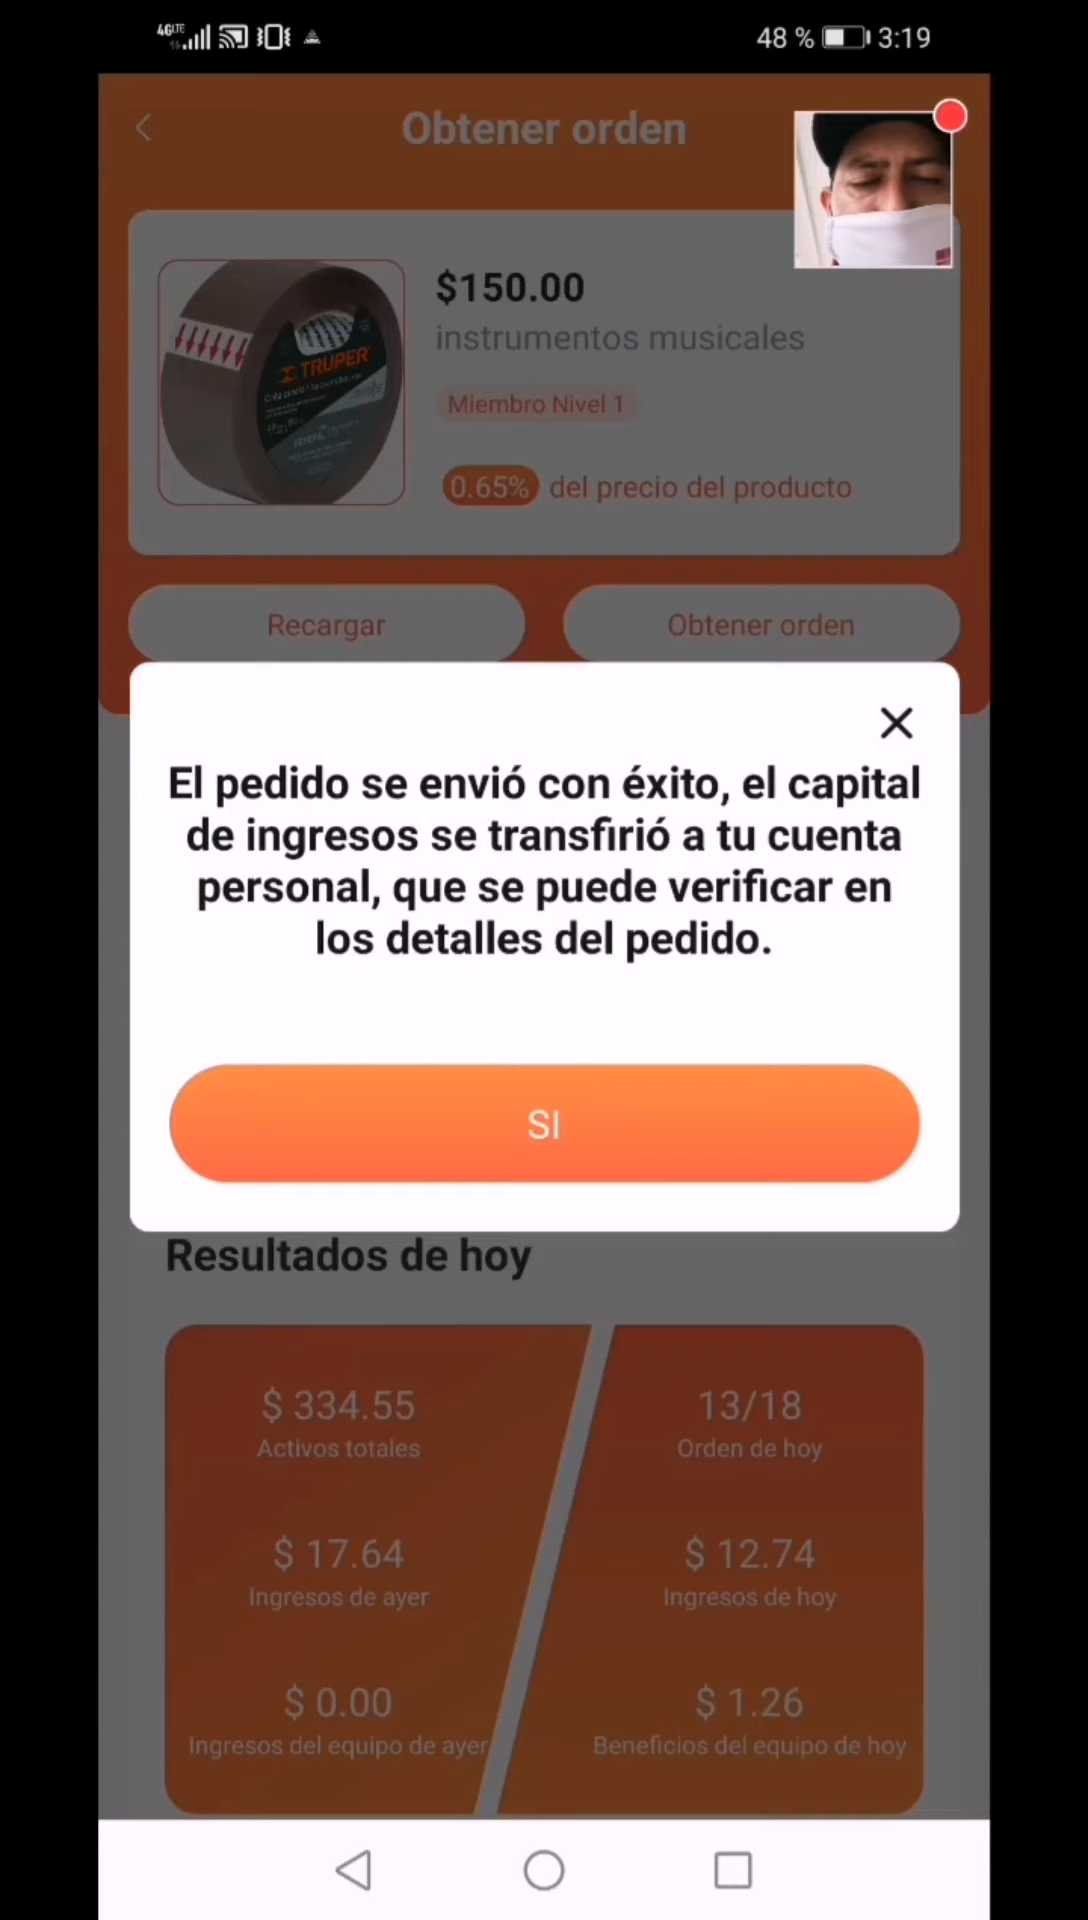 4G LTE
48 % 3:19
Obtener orden
$150.00
instrumentos musicales
TRUPER
Miembro Nivel 1
0.65% del precio del producto
Recargar
Obtener orden
El pedido se envió con éxito, el capital
de ingresos se transfirió a tu cuenta
personal, que se puede verificar en
los detalles del pedido.
SI
Resultados de hoy
$ 334.55
Activos totales
13/18
Orden de hoy
$ 17.64
Ingresos de ayer
$ 12.74
Ingresos de hoy
$ 0.00
Ingresos del equipo de ayer
$ 1.26
Beneficios del equipo de hoy